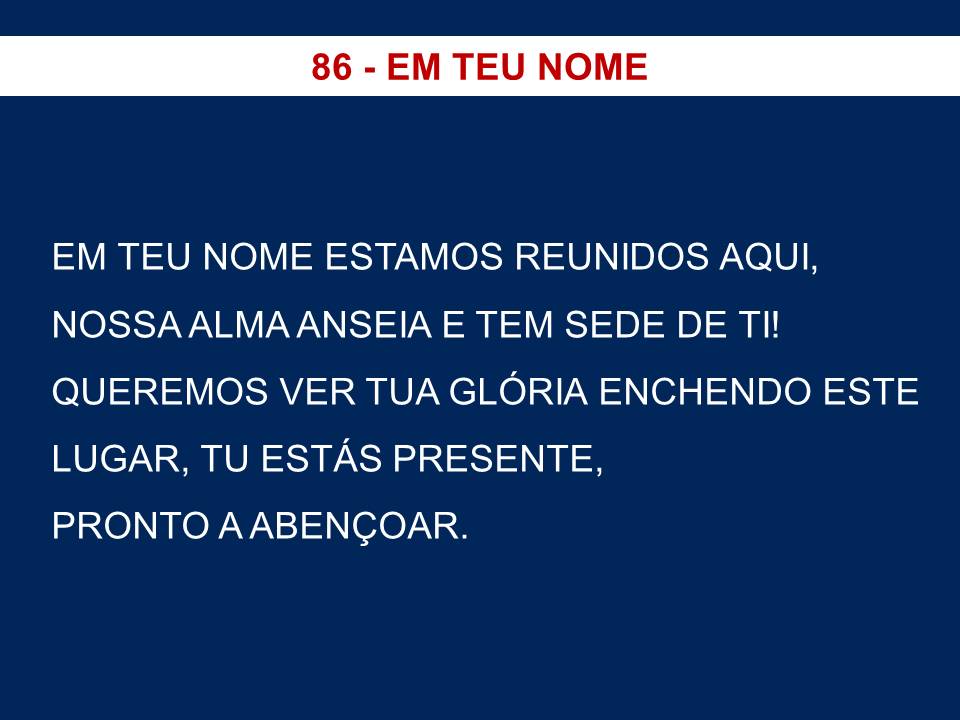 86 - EM TEU NOME
EM TEU NOME ESTAMOS REUNIDOS AQUI,
NOSSA ALMA ANSEIA E TEM SEDE DE TI!
QUEREMOS VER TUA GLÓRIA ENCHENDO ESTE
LUGAR, TU ESTÁS PRESENTE,
PRONTO A ABENÇOAR.